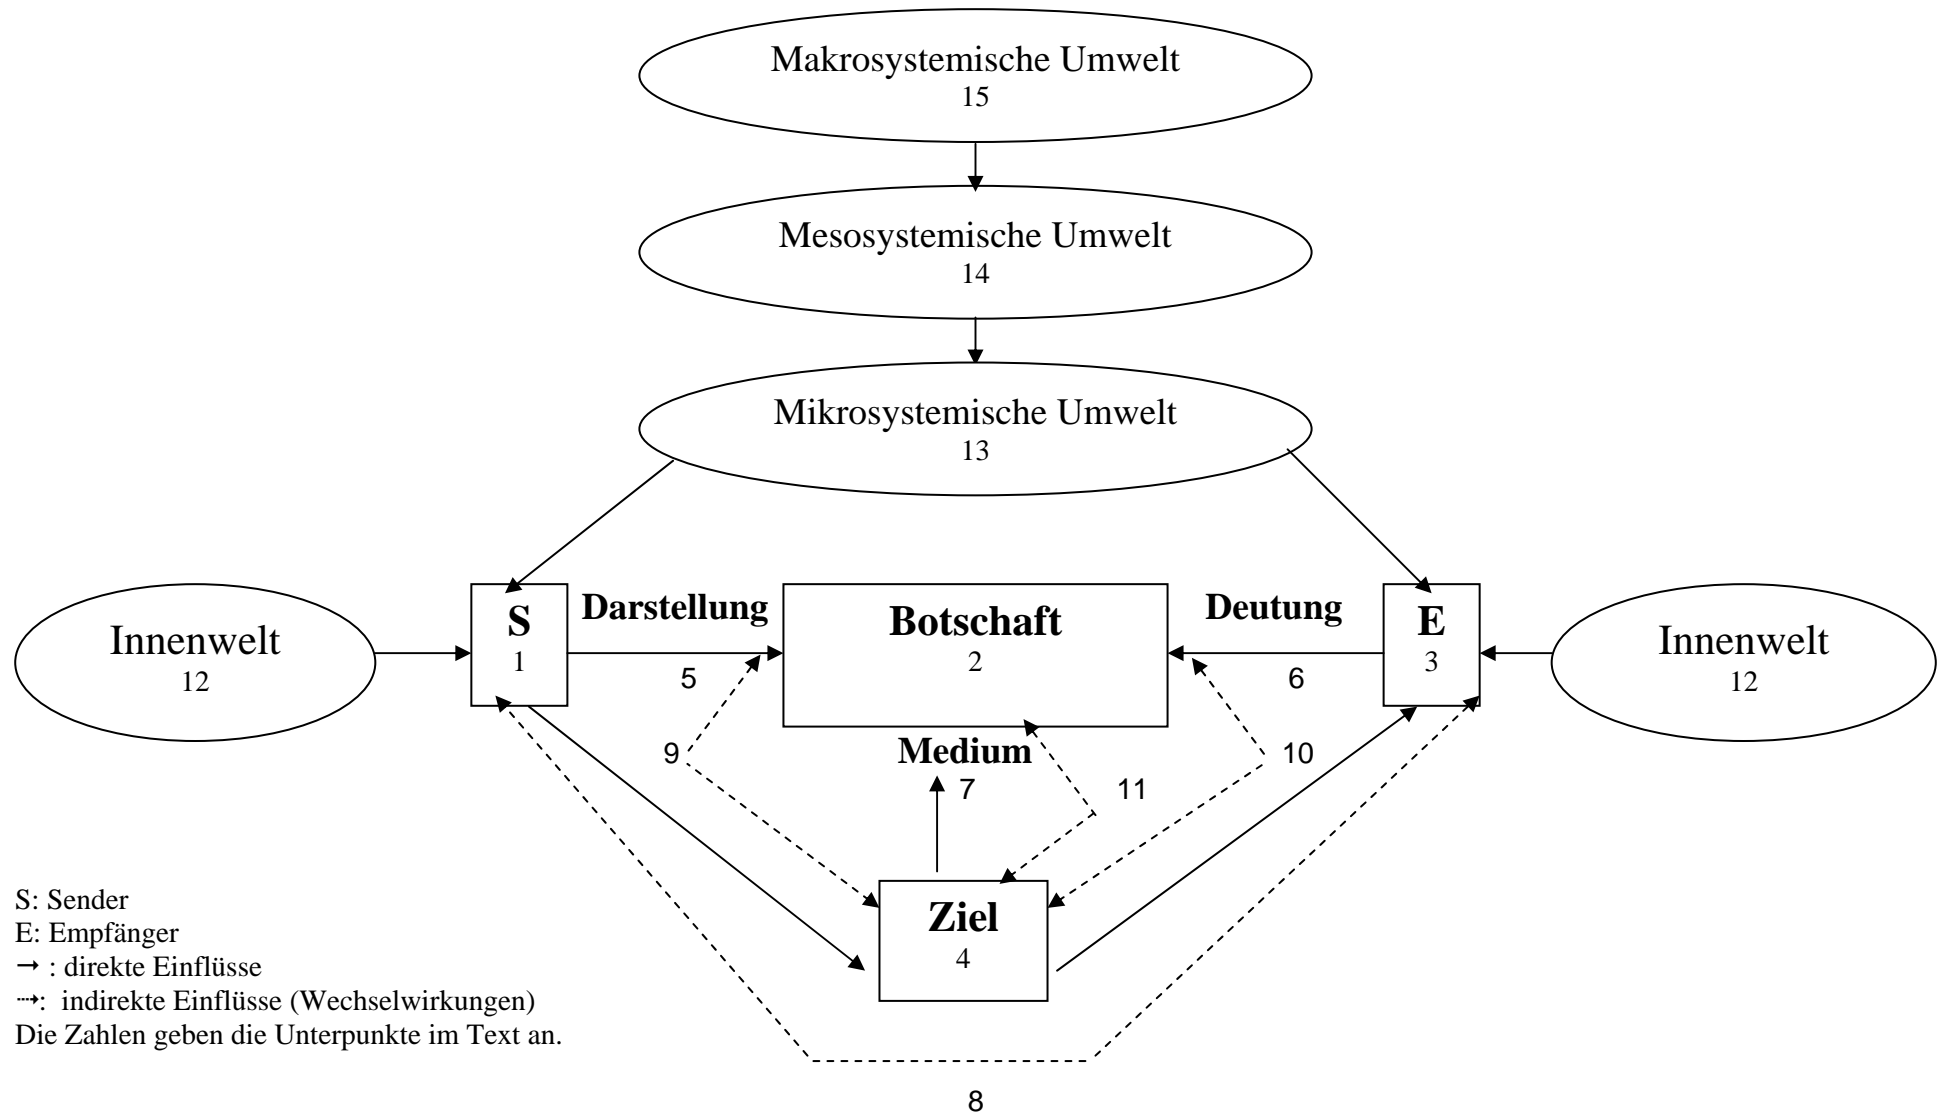 Makrosystemische Umwelt
15
Mesosystemische Umwelt
14
Mikrosystemische Umwelt
13
Innenwelt
12
S
1
Darstellung
5
Botschaft
2
Deutung
6
E
3
Innenwelt
12
9
Medium
7
11
10
Ziel
4
S: Sender
E: Empfänger
→ : direkte Einflüsse
⤏: indirekte Einflüsse (Wechselwirkungen)
Die Zahlen geben die Unterpunkte im Text an.
8